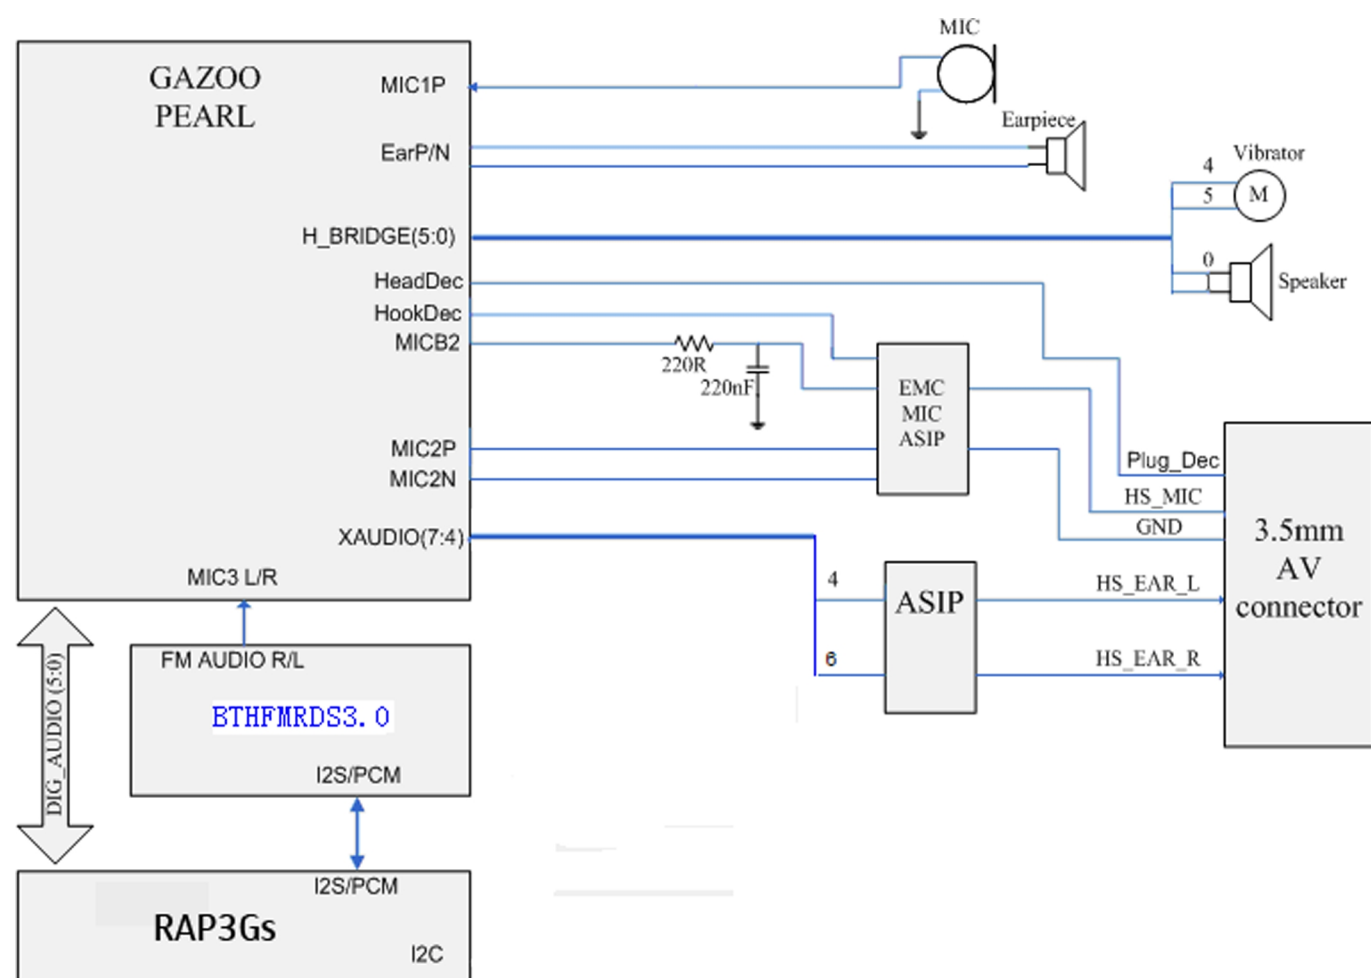 MIC
GAZOO
PEARL
MIC1P
Earpiece
EarP/N
Vibrator
4
5
M
H_BRIDGE(5:0)
0
Speaker
HeadDec
HookDec
MICB2
220R
220nF
EMC
MIC
ASIP
MIC2P
MIC2N
Plug_Dec
HS_MIC
GND
3.5mm
AV
connector
XAUDIO(7:4)
4
ASIP
HS_EAR_L
6
HS_EAR_R
MIC3 L/R
DIG_AUDIO (5:0)
FM AUDIO R/L
BTHFMRDS3.0
I2S/PCM
I2S/PCM
RAP3Gs
I2C